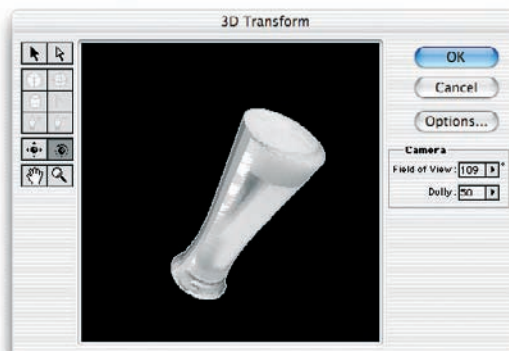 3D Transform
OK
Cancel
Options...
Camera
Field of View: 109 °
Dolly: 50